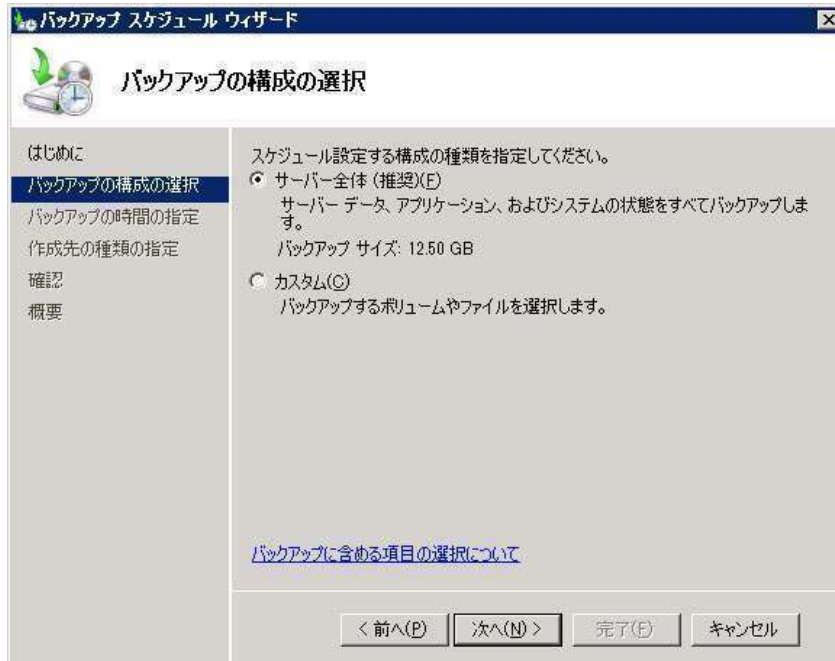 バックアップ スケジュール ウィザード
バックアップの構成の選択
はじめに
バックアップの構成の選択
バックアップの時間の指定
作成先の種類の指定
確認
概要
スケジュール設定する構成の種類を指定してください。
サーバー全体 (推奨)(F)
サーバー データ、アプリケーション、およびシステムの状態をすべてバックアップしま
す。
バックアップ サイズ: 12.50 GB
カスタム(C)
バックアップするボリュームやファイルを選択します。
バックアップに含める項目の選択について
< 前へ(P)
次へ(N) >
完了(F)
キャンセル